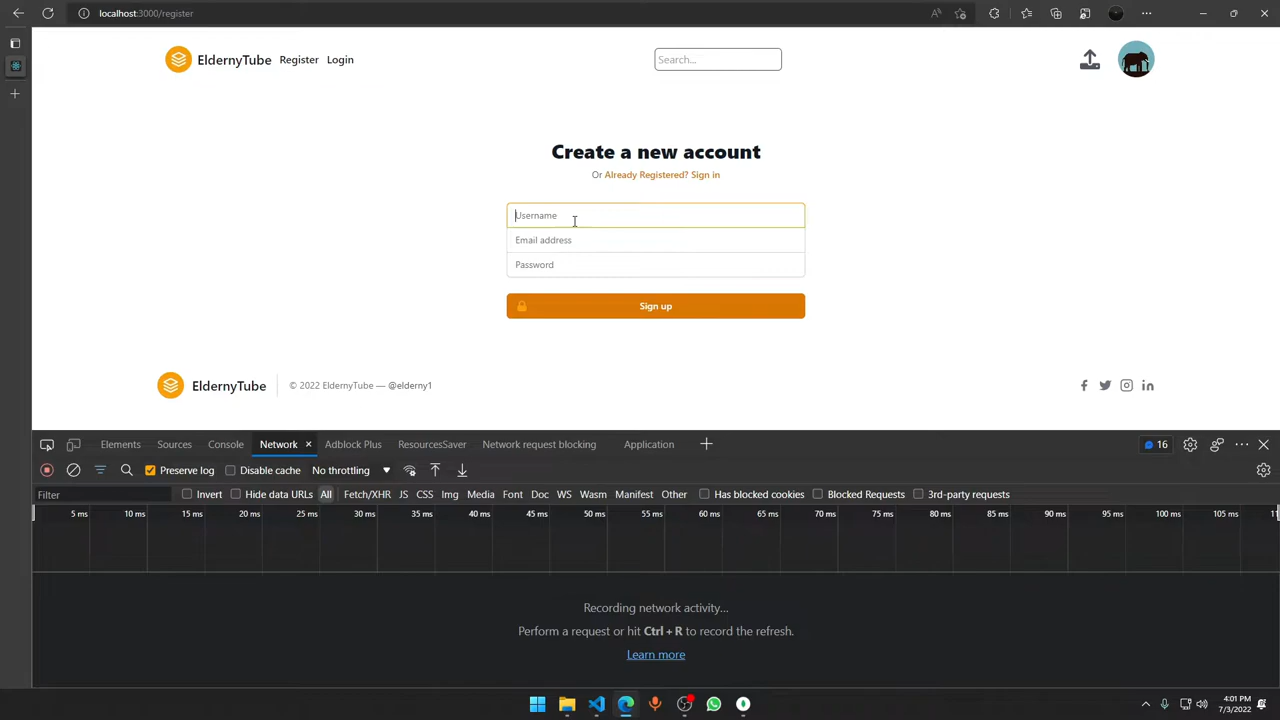 localhost:3000/register
EldernyTube Register Login
Search...
Create a new account
Or Already Registered? Sign in
Username
Email address
Password
Sign up
EldernyTube © 2022 EldernyTube — @elderny1
Elements Sources Console Network Adblock Plus ResourcesSaver Network request blocking Application 16
Preserve log Disable cache No throttling
Filter Invert Hide data URLs All Fetch/XHR JS CSS Img Media Font Doc WS Wasm Manifest Other Has blocked cookies Blocked Requests 3rd-party requests
5 ms 10 ms 15 ms 20 ms 25 ms 30 ms 35 ms 40 ms 45 ms 50 ms 55 ms 60 ms 65 ms 70 ms 75 ms 80 ms 85 ms 90 ms 95 ms 100 ms 105 ms 11
Recording network activity...
Perform a request or hit Ctrl + R to record the refresh.
Learn more
4:01 PM
7/3/2022